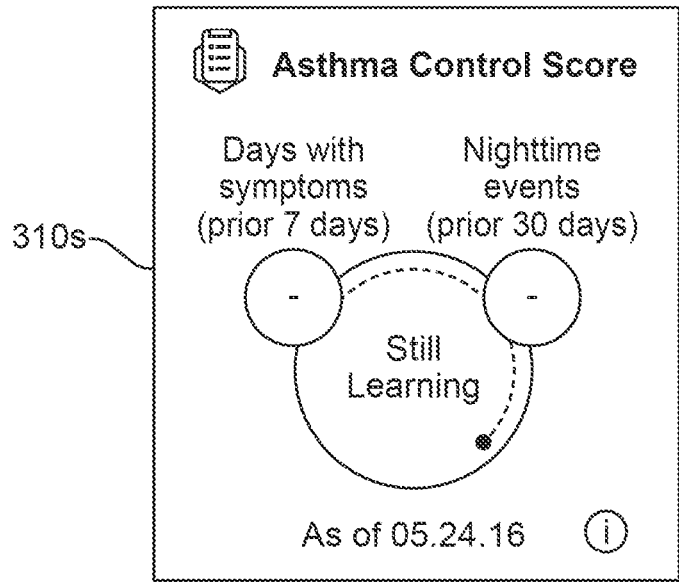 Asthma Control Score
Days with
symptoms
(prior 7 days)
Nighttime
events
(prior 30 days)
310s
-
-
Still
Learning
As of 05.24.16
i